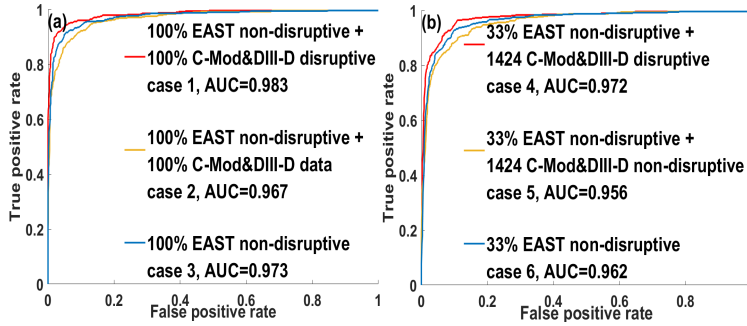 (a)
100% EAST non-disruptive +
100% C-Mod&DIII-D disruptive
case 1, AUC=0.983
100% EAST non-disruptive +
100% C-Mod&DIII-D data
case 2, AUC=0.967
100% EAST non-disruptive
case 3, AUC=0.973
True positive rate
1
0.8
0.6
0.4
0.2
0
0
0.2
0.4
0.6
0.8
1
False positive rate
(b)
33% EAST non-disruptive +
1424 C-Mod&DIII-D disruptive
case 4, AUC=0.972
33% EAST non-disruptive +
1424 C-Mod&DIII-D non-disruptive
case 5, AUC=0.956
33% EAST non-disruptive
case 6, AUC=0.962
True positive rate
1
0.8
0.6
0.4
0.2
0
0
0.2
0.4
0.6
0.8
False positive rate